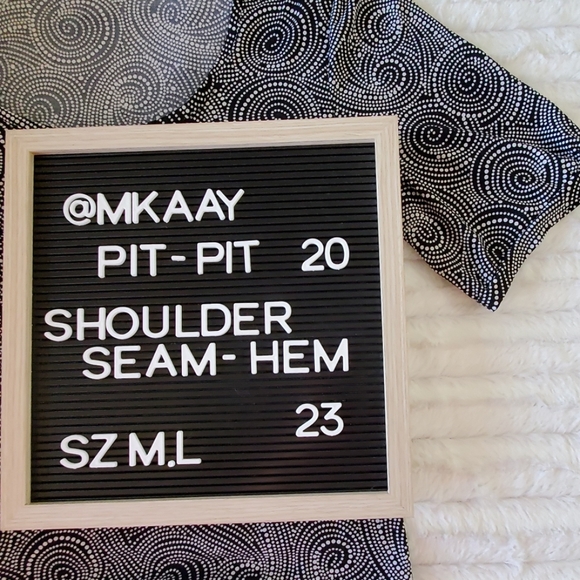 @MKAAY
PIT-PIT 20
SHOULDER
SEAM-HEM
23
SZ M.L